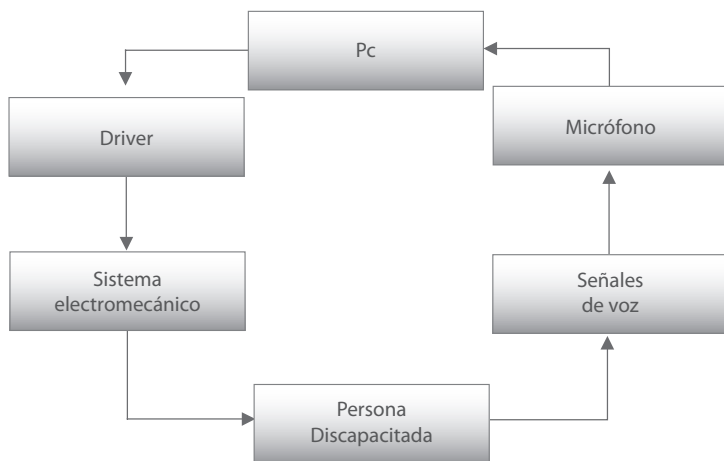 Pc
Driver
Micrófono
Sistema
electromecánico
Señales
de voz
Persona
Discapacitada